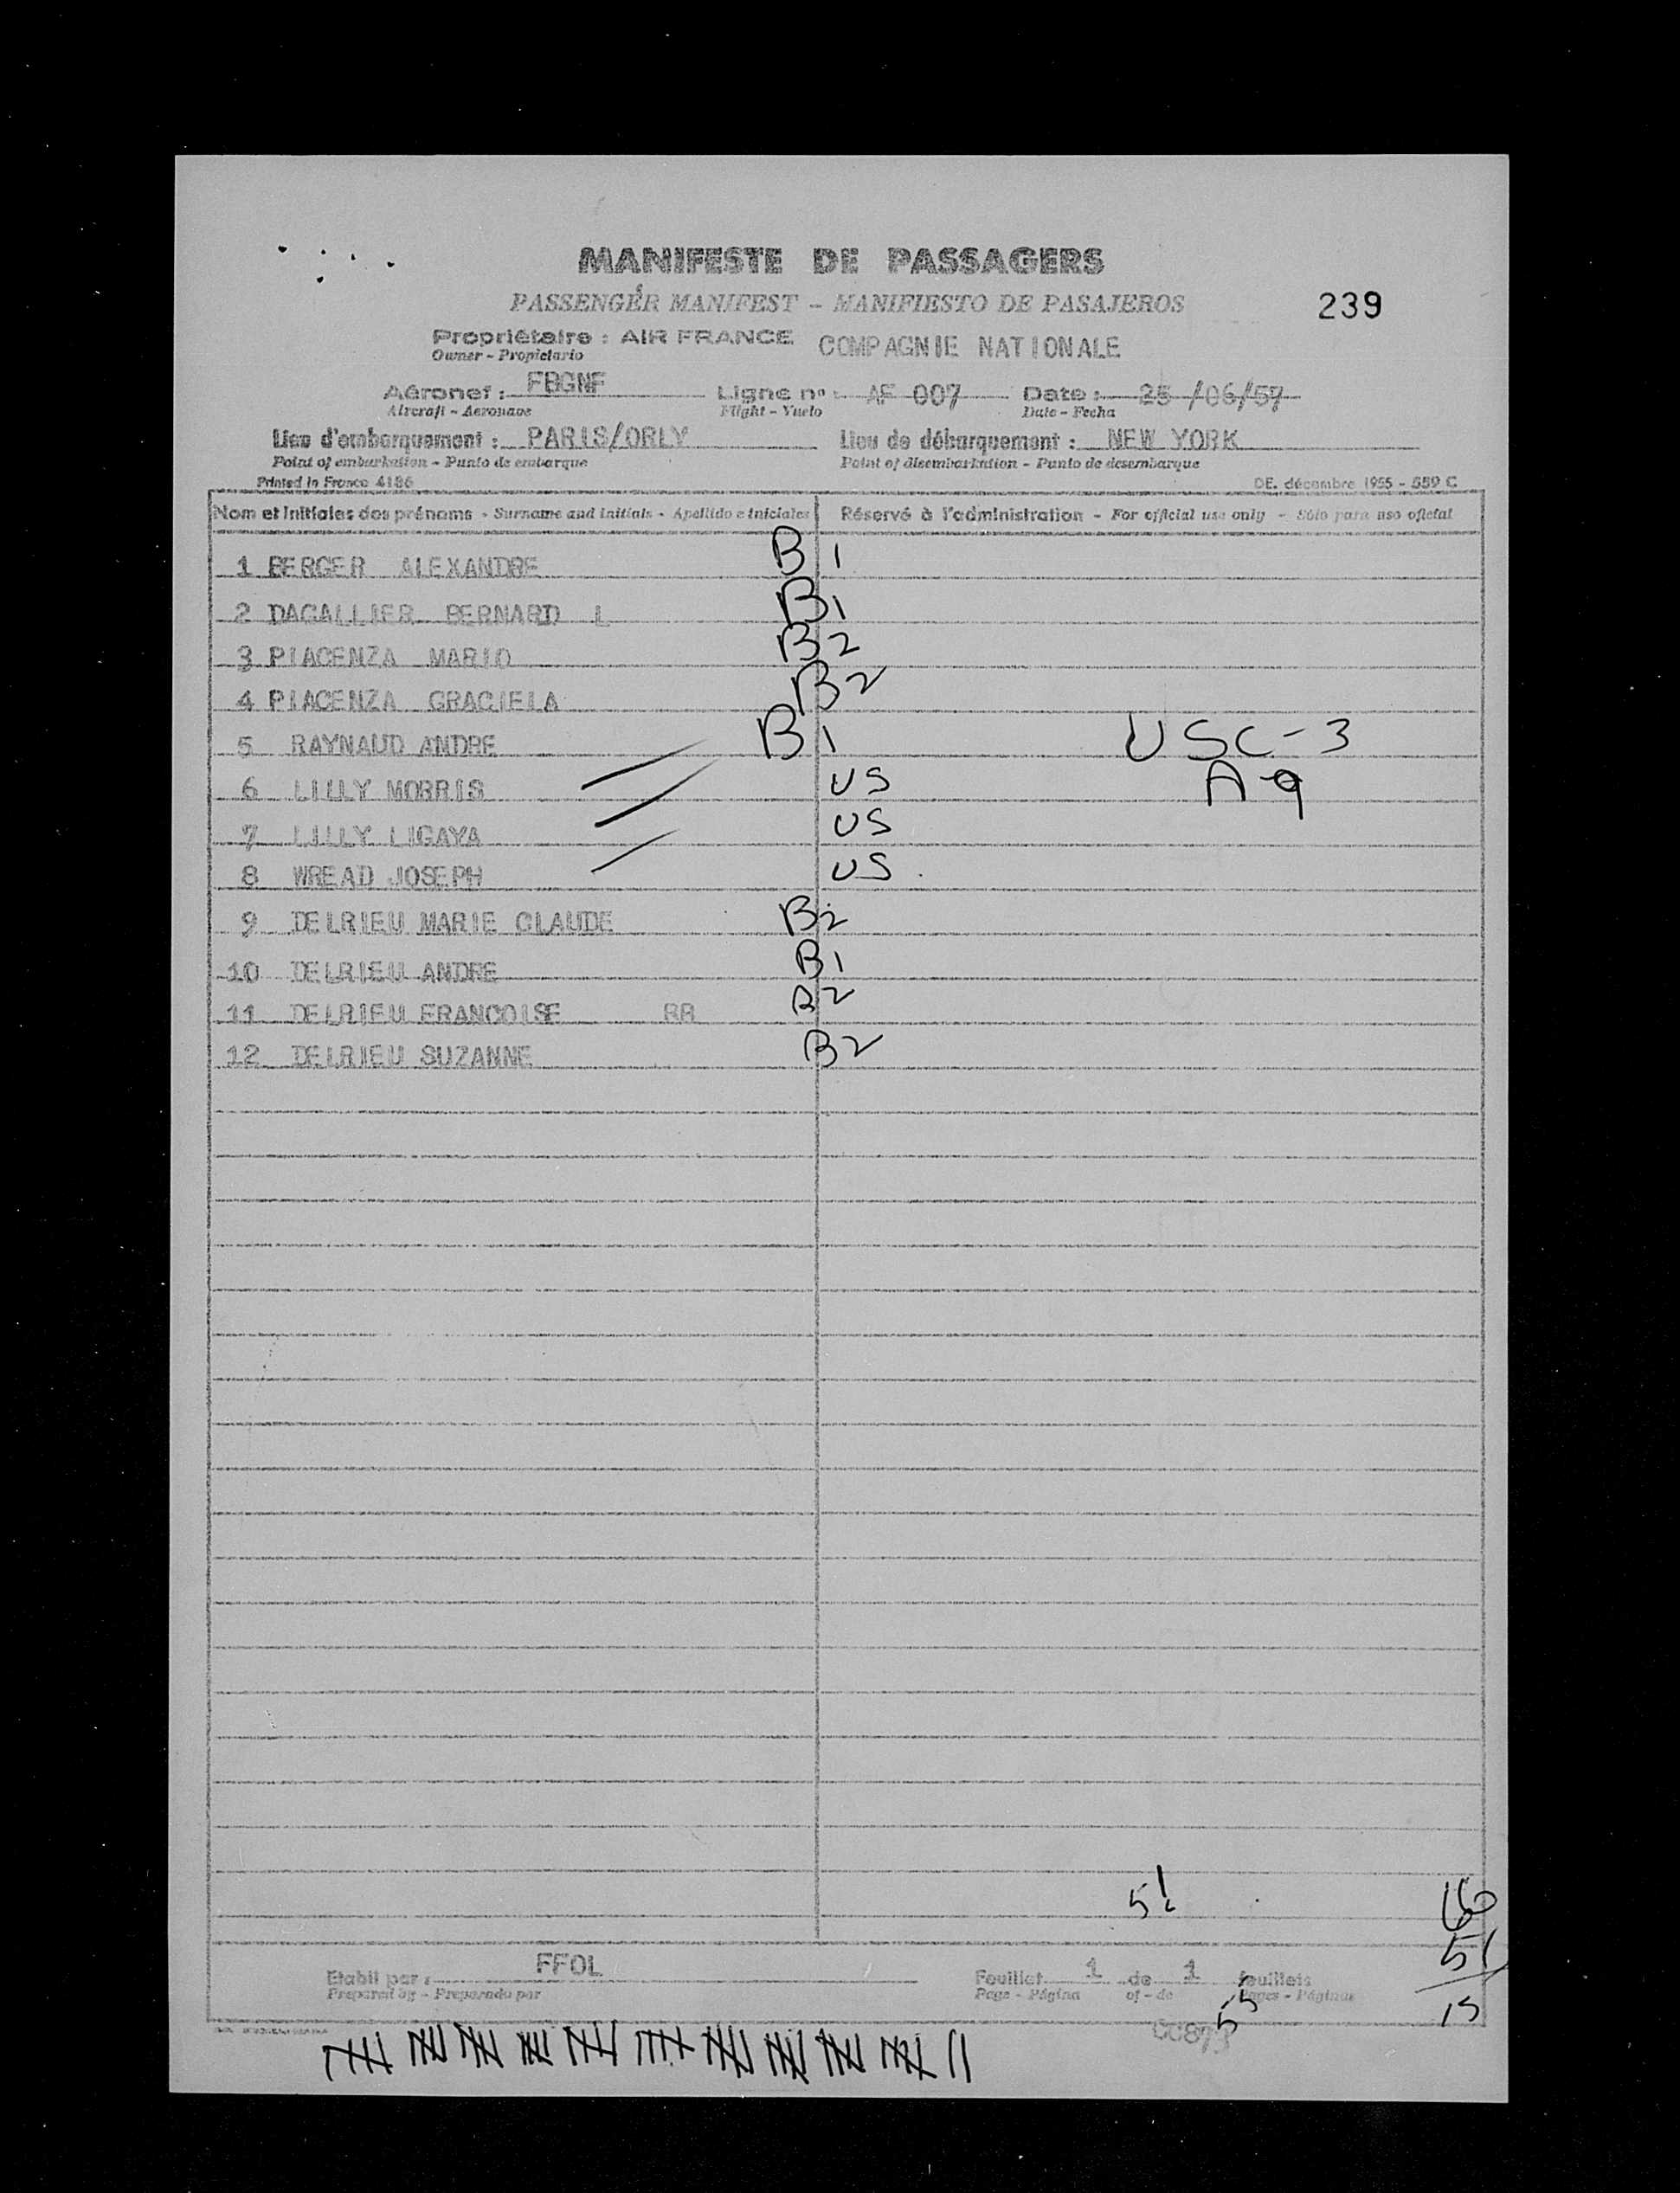 MANIFESTE DE PASSAGERS
PASSENGER MANIFEST - MANIFIESTO DE PASAJEROS
239
Propriétaire : AIR FRANCE COMPAGNIE NATIONALE
Owner - Propietario
Aéronef : FBGNF Ligne n° : AF 007 Date : 25 /06/57
Aircraft - Aeronave Flight - Vuelo Date - Fecha
Lieu d'embarquement : PARIS/ORLY Lieu de débarquement : NEW YORK
Point of embarkation - Punto de embarque Point of disembarkation - Punto de desembarque
Printed in France 4186 DE. décembre 1955 - 589 C
Nom et Initiales des prénoms - Surname and initials - Apellido e iniciales Réservé à l'administration - For official use only - Sólo para uso oficial
1 BERGER ALEXANDRE B1
2 DAGALLIER BERNARD L B1
3 PIACENZA MARIO B2
4 PIACENZA GRACIELA B2
5 RAYNAUD ANDRE B1 USC-3
6 LILLY MORRIS US A-9
7 LILLY LIGAYA US
8 WREAD JOSEPH US
9 DELRIEU MARIE CLAUDE B2
10 DELRIEU ANDRE B1
11 DELRIEU FRANCOISE BB B2
12 DELRIEU SUZANNE B2
66
51
15
Etabli par : FFOL Feuillet 1 de 1 feuillets
Prepared by - Preparado por Page - Página of - de Pages - Páginas